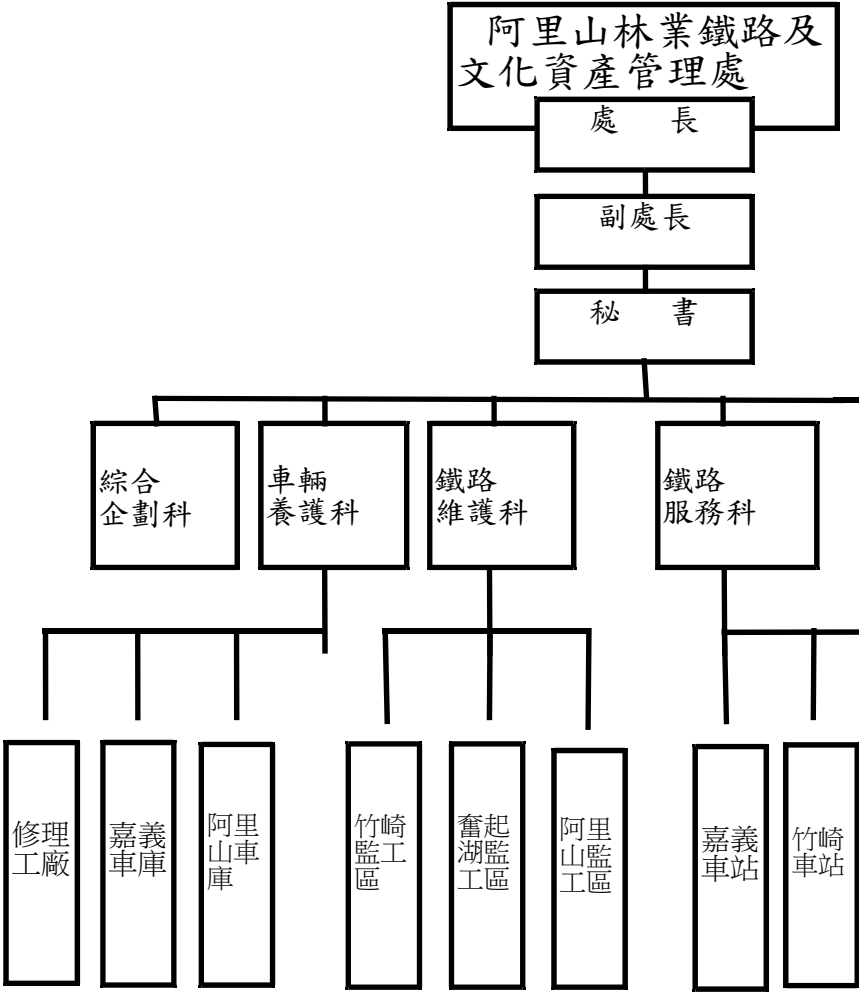 阿里山林業鐵路及
文化資產管理處
處 長
副處長
秘 書
綜合
企劃科
車輛
養護科
鐵路
維護科
鐵路
服務科
修理
工廠
嘉義
車庫
阿里
山車
庫
竹崎
監工
區
奮起
湖監
工區
阿里
山監
工區
嘉義
車站
竹崎
車站